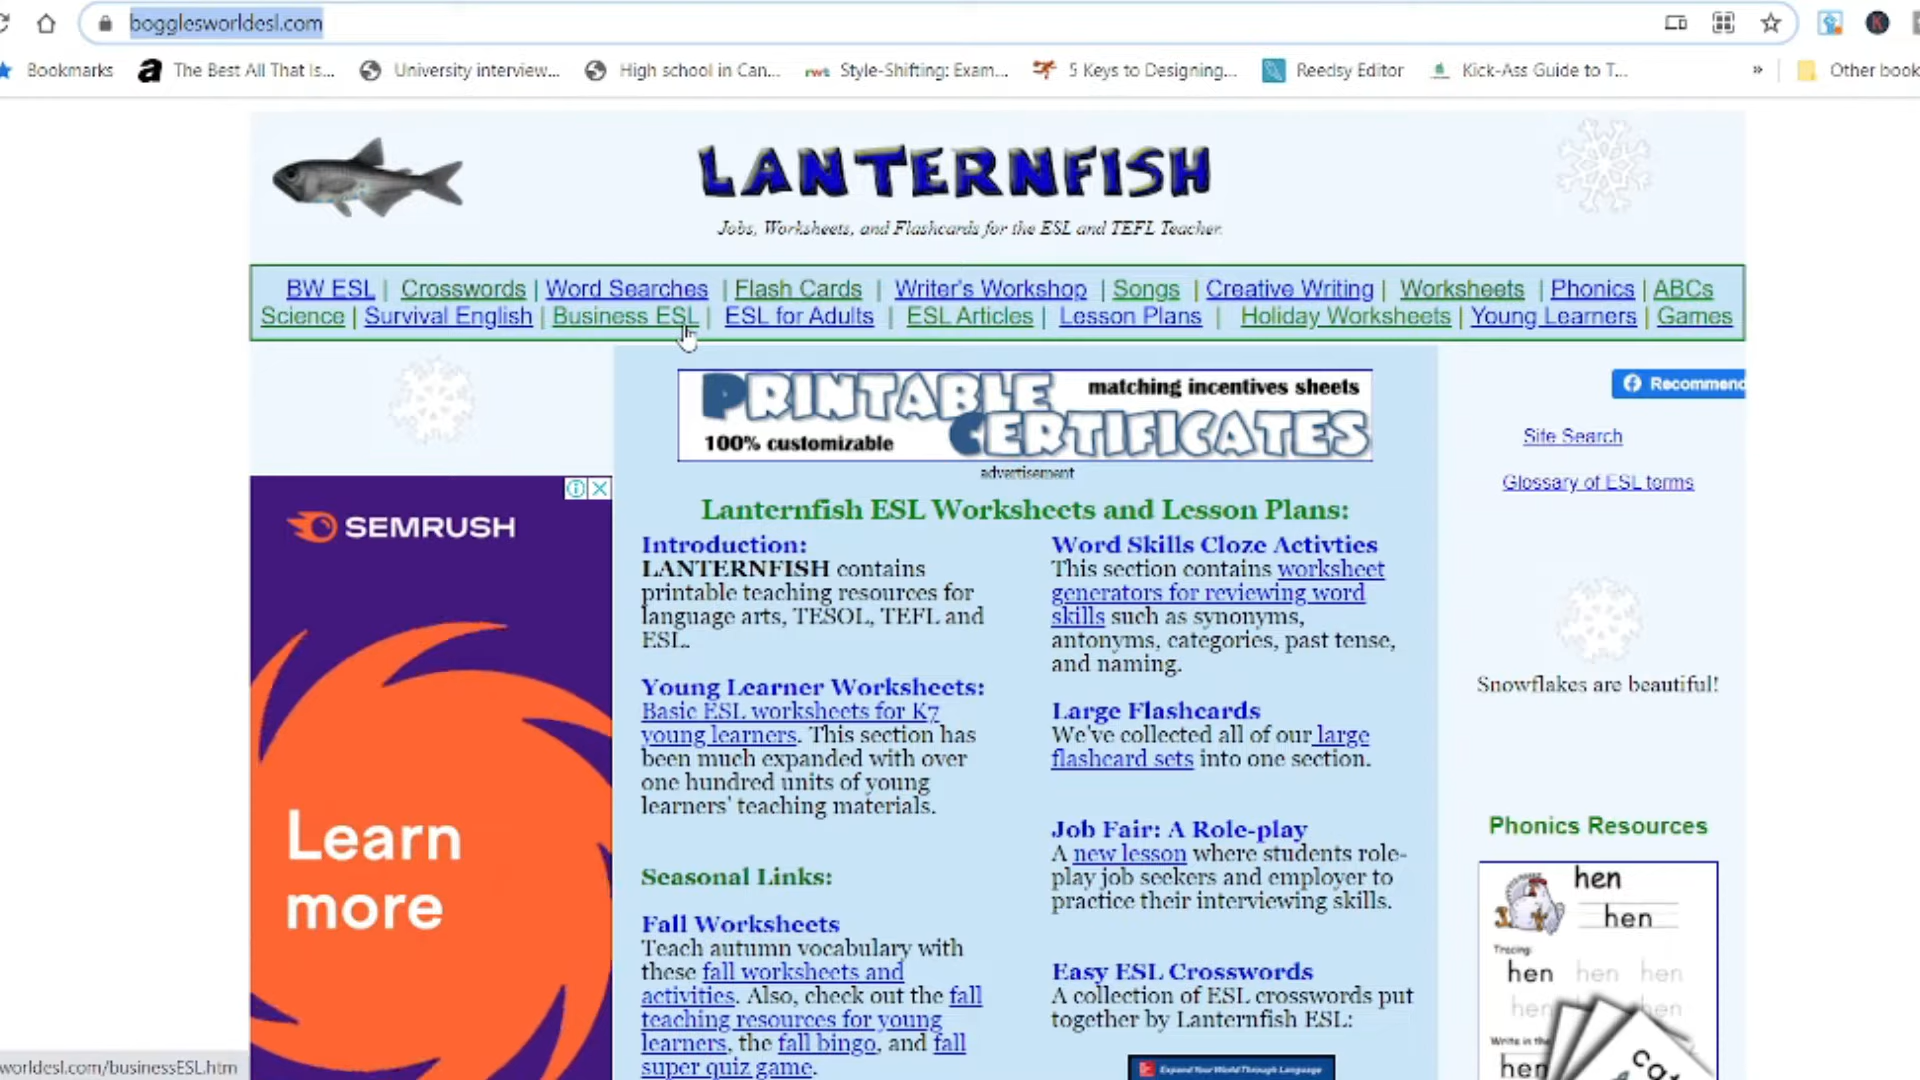 bogglesworldesl.com
Bookmarks The Best All That Is... University interview... High school in Can... rwt Style-Shifting: Exam... 5 Keys to Designing... Reedsy Editor Kick-Ass Guide to T... » Other book
LANTERNFISH
Jobs, Worksheets, and Flashcards for the ESL and TEFL Teacher.
BW ESL | Crosswords | Word Searches | Flash Cards | Writer's Workshop | Songs | Creative Writing | Worksheets | Phonics | ABCs
Science | Survival English | Business ESL | ESL for Adults | ESL Articles | Lesson Plans | Holiday Worksheets | Young Learners | Games
PRINTABLE
CERTIFICATES
matching incentives sheets
100% customizable
advertisement
Recommend
Site Search
Glossary of ESL terms
SEMRUSH
Learn
more
Lanternfish ESL Worksheets and Lesson Plans:
Introduction:
LANTERNFISH contains
printable teaching resources for
language arts, TESOL, TEFL and
ESL.
Young Learner Worksheets:
Basic ESL worksheets for K7
young learners. This section has
been much expanded with over
one hundred units of young
learners' teaching materials.
Seasonal Links:
Fall Worksheets
Teach autumn vocabulary with
these fall worksheets and
activities. Also, check out the fall
teaching resources for young
learners, the fall bingo, and fall
super quiz game.
Word Skills Cloze Activties
This section contains worksheet
generators for reviewing word
skills such as synonyms,
antonyms, categories, past tense,
and naming.
Large Flashcards
We've collected all of our large
flashcard sets into one section.
Job Fair: A Role-play
A new lesson where students role-
play job seekers and employer to
practice their interviewing skills.
Easy ESL Crosswords
A collection of ESL crosswords put
together by Lanternfish ESL:
Expand Your World Through Language
Snowflakes are beautiful!
Phonics Resources
hen
hen
Tracing:
hen hen hen
hen hen
Write in the
hen
worldesl.com/businessESL.htm